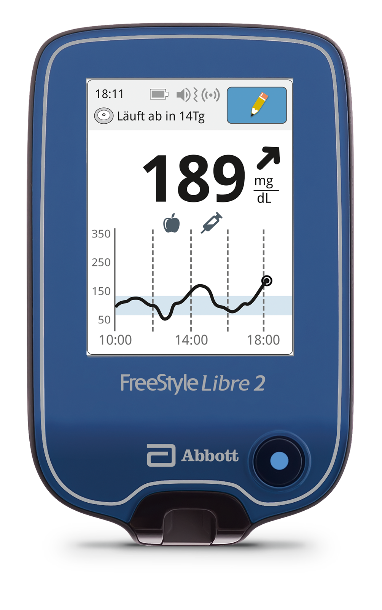 18:11
Läuft ab in 14Tg
189 mg
dL
350
250
150
50
10:00 14:00 18:00
FreeStyle Libre 2
Abbott